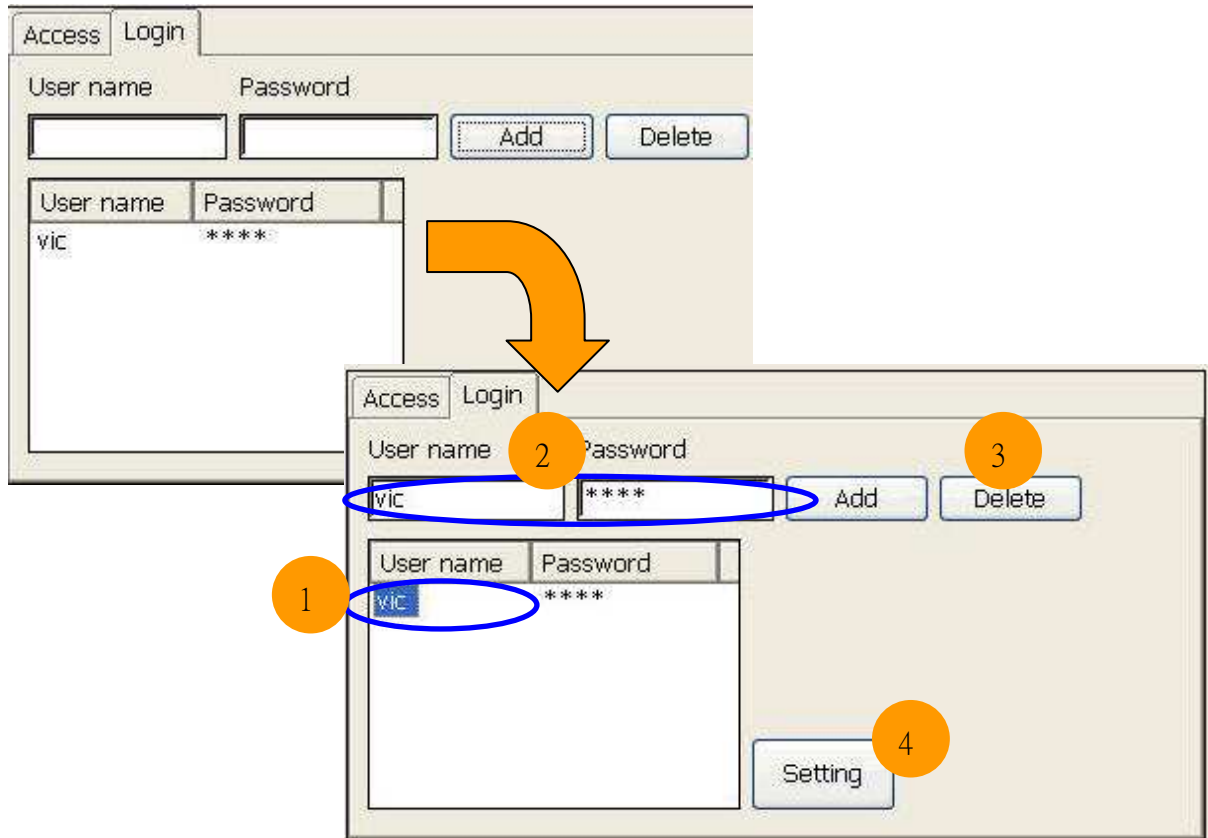 Access Login
User name Password
Add Delete
User name Password
vic ****
Access Login
User name 2 Password 3
vic **** Add Delete
User name Password
1 vic ****
4
Setting